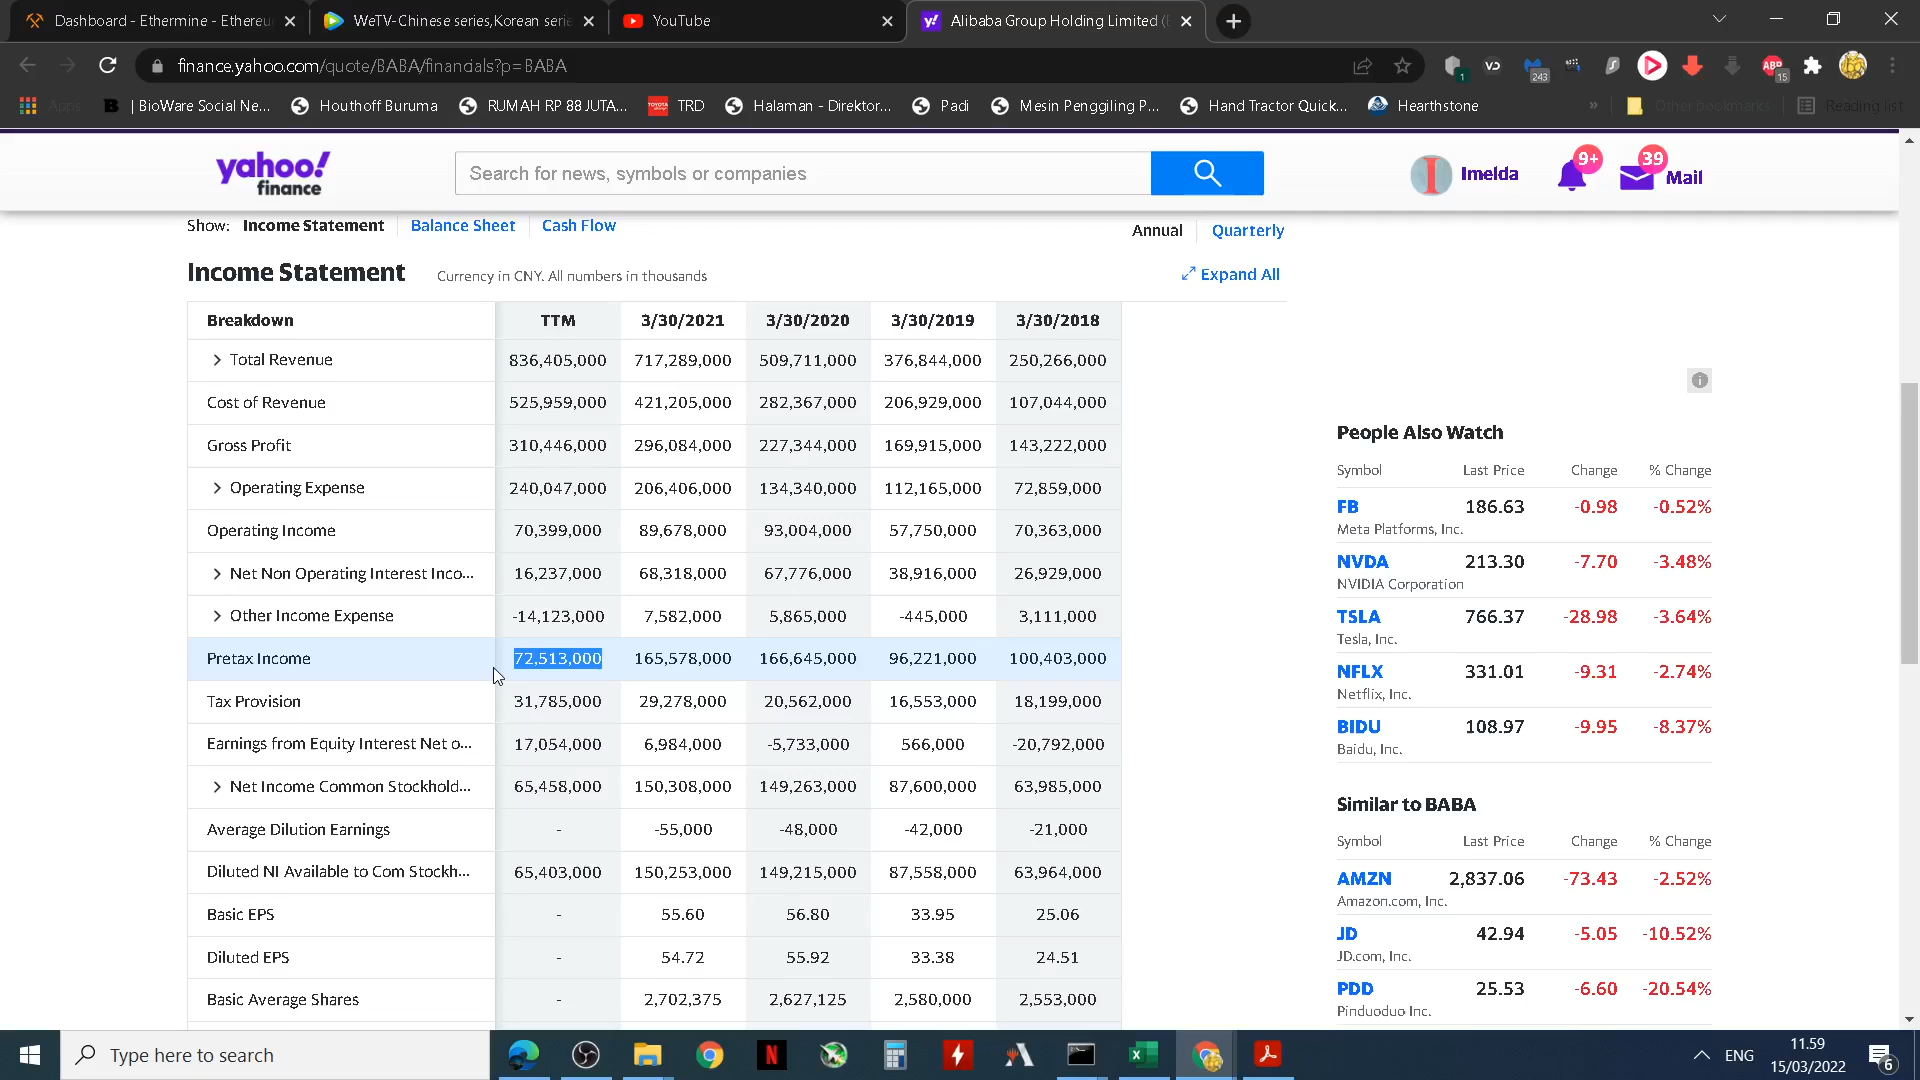 Dashboard - Ethermine - Ethereu
WeTV- Chinese series,Korean serie
YouTube
Alibaba Group Holding Limited (
finance.yahoo.com/quote/BABA/financials?p=BABA
1
VD
243
ABP
15
Apps
| BioWare Social Ne...
Houthoff Buruma
RUMAH RP 88 JUTA...
TRD
Halaman - Direktor...
Padi
Mesin Penggiling P...
Hand Tractor Quick...
Hearthstone
»
Other bookmarks
Reading list
yahoo!
finance
Search for news, symbols or companies
I
Imelda
9+
39
Mail
Show:
Income Statement
Balance Sheet
Cash Flow
Annual
Quarterly
Income Statement
Currency in CNY. All numbers in thousands
Expand All
Breakdown TTM 3/30/2021 3/30/2020 3/30/2019 3/30/2018
Total Revenue 836,405,000 717,289,000 509,711,000 376,844,000 250,266,000
Cost of Revenue 525,959,000 421,205,000 282,367,000 206,929,000 107,044,000
Gross Profit 310,446,000 296,084,000 227,344,000 169,915,000 143,222,000
Operating Expense 240,047,000 206,406,000 134,340,000 112,165,000 72,859,000
Operating Income 70,399,000 89,678,000 93,004,000 57,750,000 70,363,000
Net Non Operating Interest Inco... 16,237,000 68,318,000 67,776,000 38,916,000 26,929,000
Other Income Expense -14,123,000 7,582,000 5,865,000 -445,000 3,111,000
Pretax Income 72,513,000 165,578,000 166,645,000 96,221,000 100,403,000
Tax Provision 31,785,000 29,278,000 20,562,000 16,553,000 18,199,000
Earnings from Equity Interest Net o... 17,054,000 6,984,000 -5,733,000 566,000 -20,792,000
Net Income Common Stockhold... 65,458,000 150,308,000 149,263,000 87,600,000 63,985,000
Average Dilution Earnings - -55,000 -48,000 -42,000 -21,000
Diluted NI Available to Com Stockh... 65,403,000 150,253,000 149,215,000 87,558,000 63,964,000
Basic EPS - 55.60 56.80 33.95 25.06
Diluted EPS - 54.72 55.92 33.38 24.51
Basic Average Shares - 2,702,375 2,627,125 2,580,000 2,553,000
People Also Watch
Symbol Last Price Change % Change
FB 186.63 -0.98 -0.52%
Meta Platforms, Inc.
NVDA 213.30 -7.70 -3.48%
NVIDIA Corporation
TSLA 766.37 -28.98 -3.64%
Tesla, Inc.
NFLX 331.01 -9.31 -2.74%
Netflix, Inc.
BIDU 108.97 -9.95 -8.37%
Baidu, Inc.
Similar to BABA
Symbol Last Price Change % Change
AMZN 2,837.06 -73.43 -2.52%
Amazon.com, Inc.
JD 42.94 -5.05 -10.52%
JD.com, Inc.
PDD 25.53 -6.60 -20.54%
Pinduoduo Inc.
Type here to search
ENG
11.59
15/03/2022
6